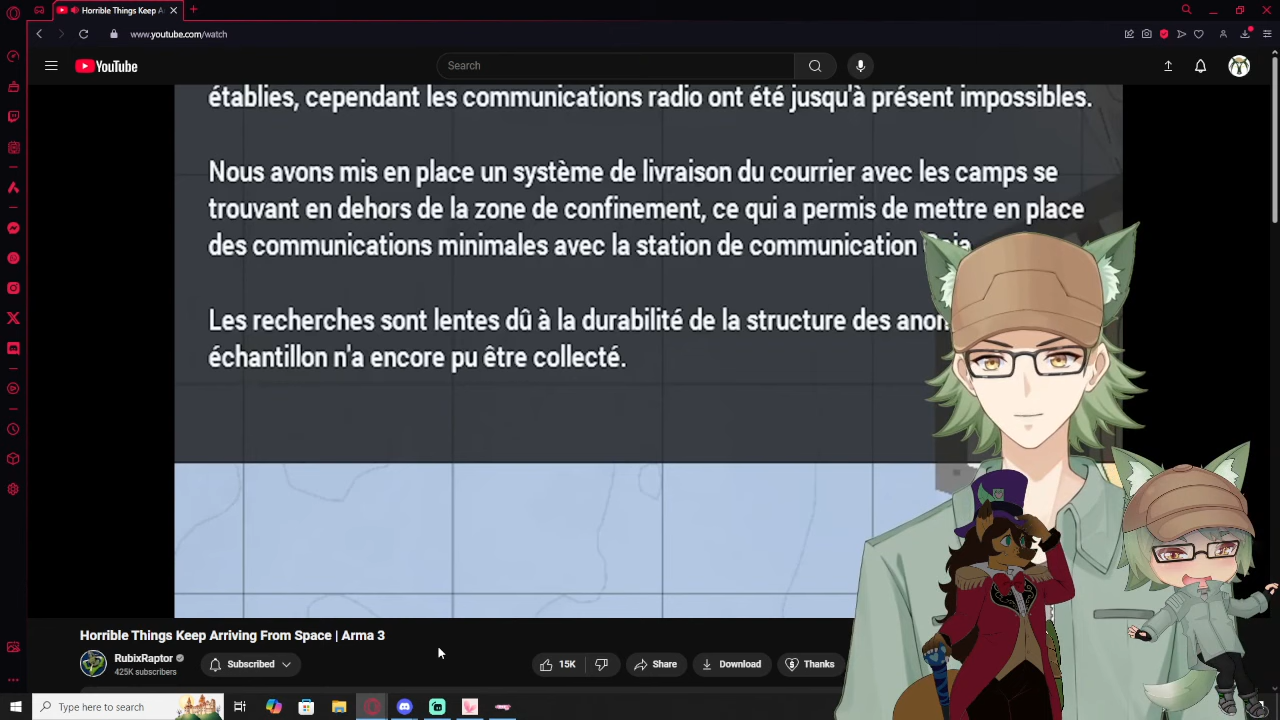 Horrible Things Keep A
www.youtube.com/watch
YouTube
Search
établies, cependant les communications radio ont été jusqu'à présent impossibles.
Nous avons mis en place un système de livraison du courrier avec les camps se
trouvant en dehors de la zone de confinement, ce qui a permis de mettre en place
des communications minimales avec la station de communication
Les recherches sont lentes dû à la durabilité de la structure des
échantillon n'a encore pu être collecté.
Horrible Things Keep Arriving From Space | Arma 3
RubixRaptor
425K subscribers
Subscribed
15K
Share
Download
Thanks
Type here to search